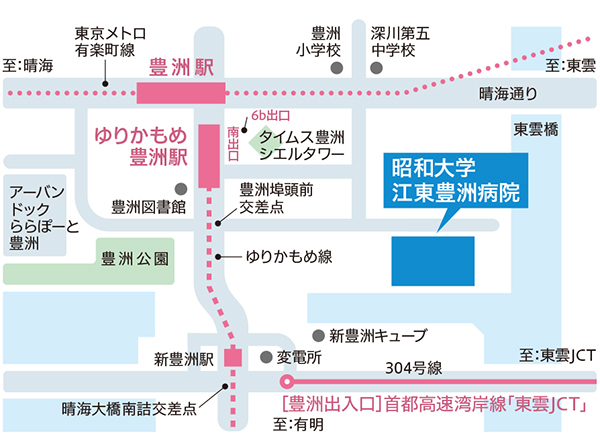 東京メトロ
有楽町線
至：晴海
豊洲駅
豊洲
小学校
深川第五
中学校
至：東雲
晴海通り
東雲橋
6b出口
南出口
ゆりかもめ
豊洲駅
タイムス豊洲
シエルタワー
昭和大学
江東豊洲病院
アーバン
ドック
ららぽーと
豊洲
豊洲図書館
豊洲埠頭前
交差点
豊洲公園
ゆりかもめ線
新豊洲キューブ
新豊洲駅
変電所
304号線
至：東雲JCT
晴海大橋南詰交差点
［豊洲出入口］首都高速湾岸線「東雲JCT」
至：有明